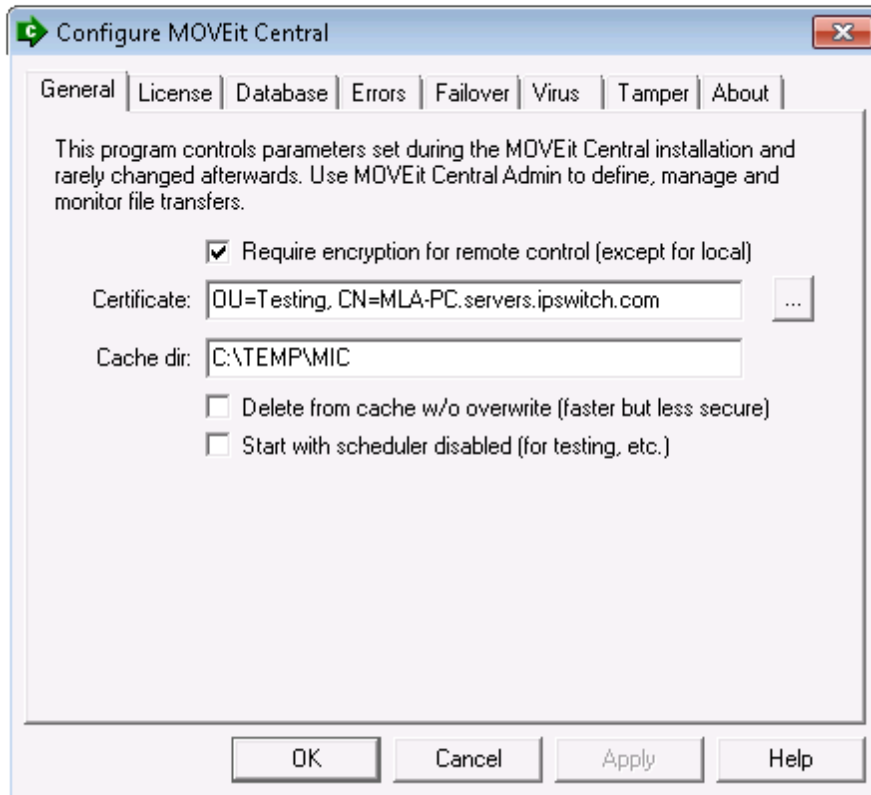 Configure MOVEit Central
General License Database Errors Failover Virus Tamper About
This program controls parameters set during the MOVEit Central installation and
rarely changed afterwards. Use MOVEit Central Admin to define, manage and
monitor file transfers.
Require encryption for remote control (except for local)
Certificate: OU=Testing, CN=MLA-PC.servers.ipswitch.com ...
Cache dir: C:\TEMP\MIC
Delete from cache w/o overwrite (faster but less secure)
Start with scheduler disabled (for testing, etc.)
OK Cancel Apply Help